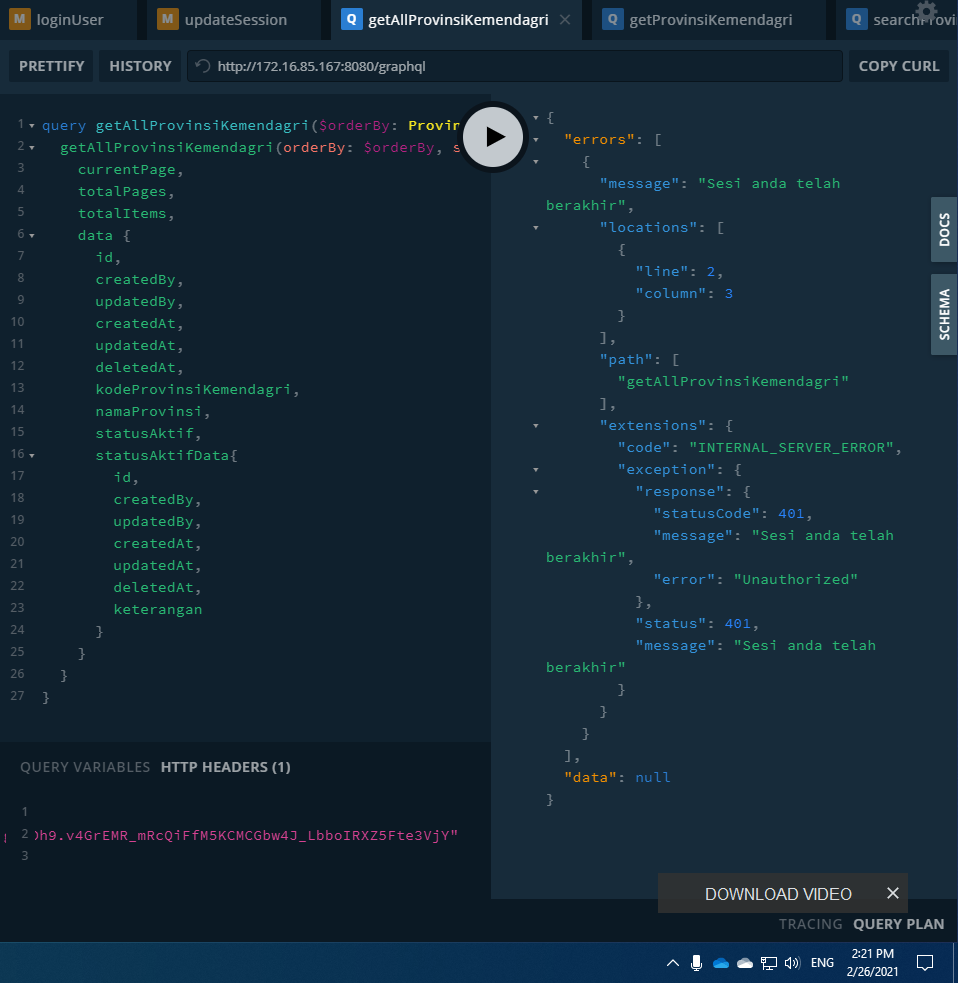 M loginUser
M updateSession
Q getAllProvinsiKemendagri
Q getProvinsiKemendagri
Q
PRETTIFY
HISTORY
http://172.16.85.167:8080/graphql
COPY CURL
1 query getAllProvinsiKemendagri($orderBy:
2 getAllProvinsiKemendagri(orderBy: $orderBy,
3 currentPage,
4 totalPages,
5 totalItems,
6 data {
7 id,
8 createdBy,
9 updatedBy,
10 createdAt,
11 updatedAt,
12 deletedAt,
13 kodeProvinsiKemendagri,
14 namaProvinsi,
15 statusAktif,
16 statusAktifData{
17 id,
18 createdBy,
19 updatedBy,
20 createdAt,
21 updatedAt,
22 deletedAt,
23 keterangan
24 }
25 }
26 }
27 }
{
"errors": [
{
"message": "Sesi anda telah
berakhir",
"locations": [
{
"line": 2,
"column": 3
}
],
"path": [
"getAllProvinsiKemendagri"
],
"extensions": {
"code": "INTERNAL_SERVER_ERROR",
"exception": {
"response": {
"statusCode": 401,
"message": "Sesi anda telah
berakhir",
"error": "Unauthorized"
},
"status": 401,
"message": "Sesi anda telah
berakhir"
}
}
}
],
"data": null
}
DOCS
SCHEMA
QUERY VARIABLES HTTP HEADERS (1)
1
2 h9.v4GrEMR_mRcQiFfM5KCMCGbw4J_LbboIRXZ5Fte3VjY"
3
DOWNLOAD VIDEO
TRACING QUERY PLAN
ENG
2:21 PM
2/26/2021